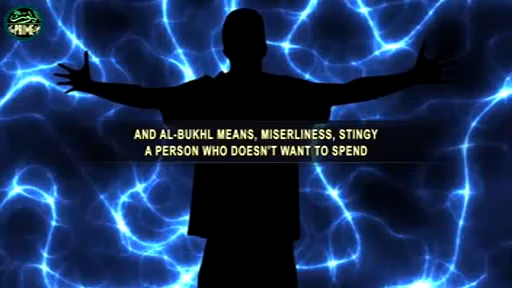 AND AL-BUKHL MEANS, MISERLINESS, STINGY
A PERSON WHO DOESN'T WANT TO SPEND